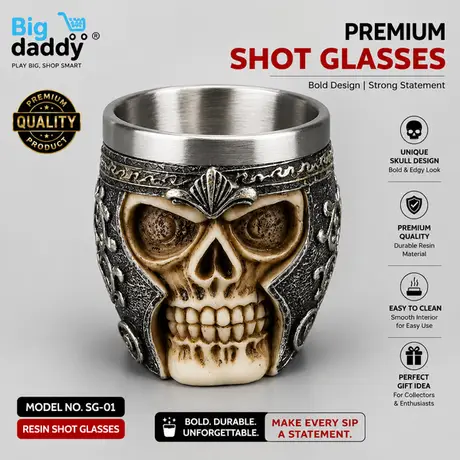 Big
daddy®
PLAY BIG, SHOP SMART
PREMIUM
SHOT GLASSES
Bold Design | Strong Statement
PREMIUM
QUALITY
PRODUCT
UNIQUE
SKULL DESIGN
Bold & Edgy Look
PREMIUM
QUALITY
Durable Resin
Material
EASY TO CLEAN
Smooth Interior
for Easy Use
PERFECT
GIFT IDEA
For Collectors
& Enthusiasts
MODEL NO. SG-01
RESIN SHOT GLASSES
BOLD. DURABLE.
UNFORGETTABLE.
MAKE EVERY SIP
A STATEMENT.